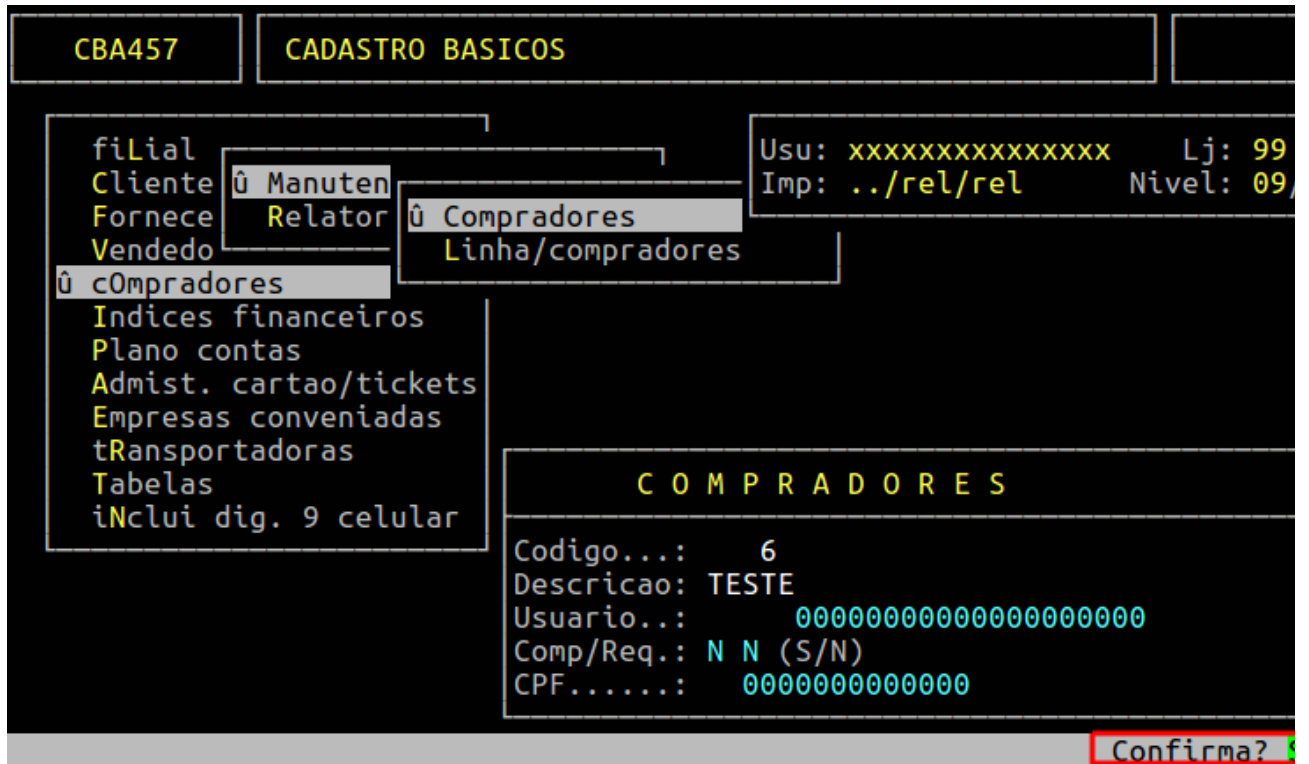 CBA457 CADASTRO BASICOS
fiLial
Cliente
Fornece
Vendedo
û cOmpradores
Indices financeiros
Plano contas
Admist. cartao/tickets
Empresas conveniadas
tRansportadoras
Tabelas
iNclui dig. 9 celular
û Manuten
Relator
û Compradores
Linha/compradores
Usu: xxxxxxxxxxxxxxx Lj: 99
Imp: ../rel/rel Nivel: 09/
C O M P R A D O R E S
Codigo...: 6
Descricao: TESTE
Usuario..: 00000000000000000000
Comp/Req.: N N (S/N)
CPF......: 0000000000000
Confirma?